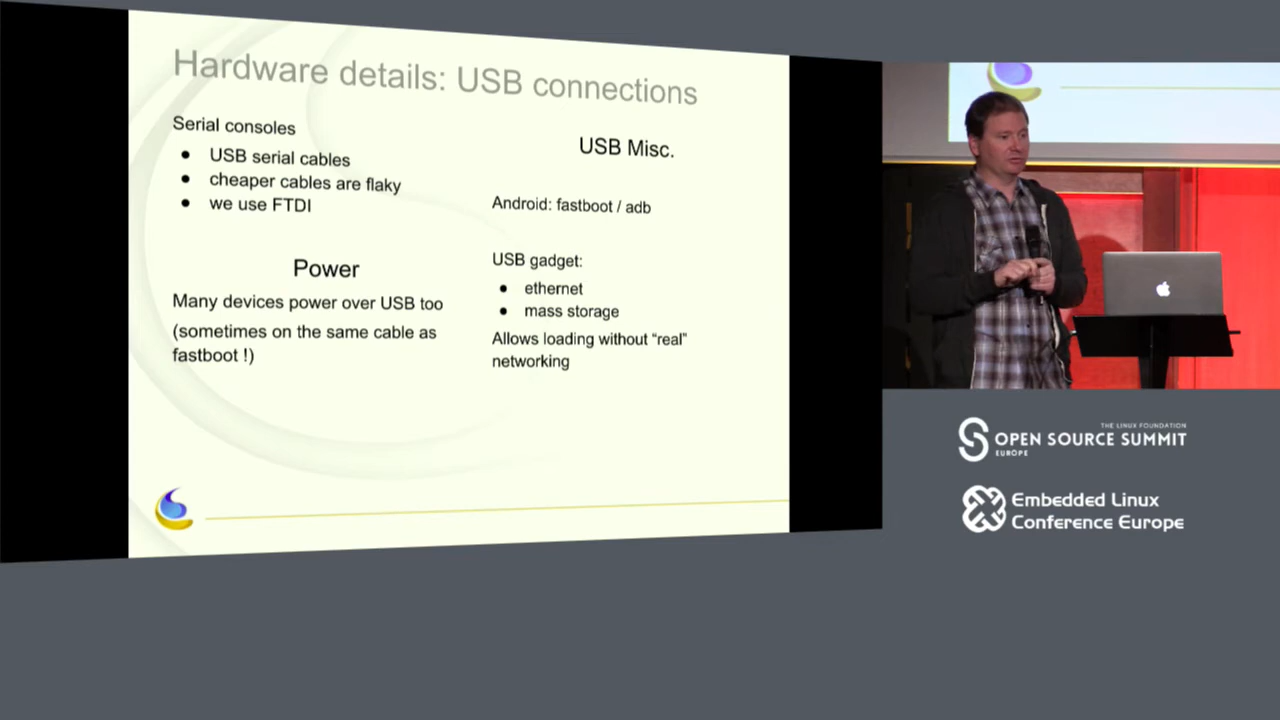 Hardware details: USB connections
Serial consoles
● USB serial cables
● cheaper cables are flaky
● we use FTDI
Power
Many devices power over USB too
(sometimes on the same cable as
fastboot !)
USB Misc.
Android: fastboot / adb
USB gadget:
● ethernet
● mass storage
Allows loading without “real”
networking
THE LINUX FOUNDATION
OPEN SOURCE SUMMIT
EUROPE
Embedded Linux
Conference Europe